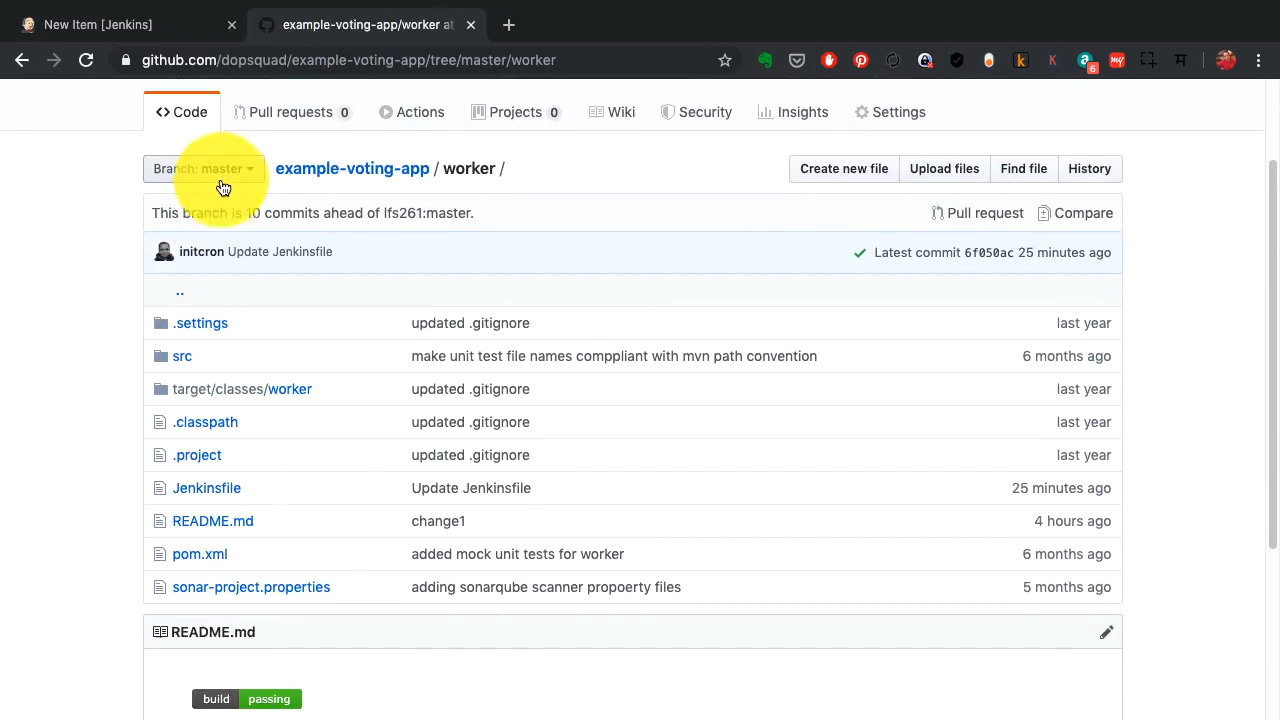 New Item [Jenkins]
example-voting-app/worker at
github.com/dopsquad/example-voting-app/tree/master/worker
6
Code
Pull requests 0
Actions
Projects 0
Wiki
Security
Insights
Settings
Branch: master
example-voting-app / worker /
Create new file
Upload files
Find file
History
This branch is 10 commits ahead of lfs261:master.
Pull request
Compare
initcron Update Jenkinsfile
Latest commit 6f050ac 25 minutes ago
..
.settings updated .gitignore last year
src make unit test file names comppliant with mvn path convention 6 months ago
target/classes/worker updated .gitignore last year
.classpath updated .gitignore last year
.project updated .gitignore last year
Jenkinsfile Update Jenkinsfile 25 minutes ago
README.md change1 4 hours ago
pom.xml added mock unit tests for worker 6 months ago
sonar-project.properties adding sonarqube scanner propoerty files 5 months ago
README.md
build passing